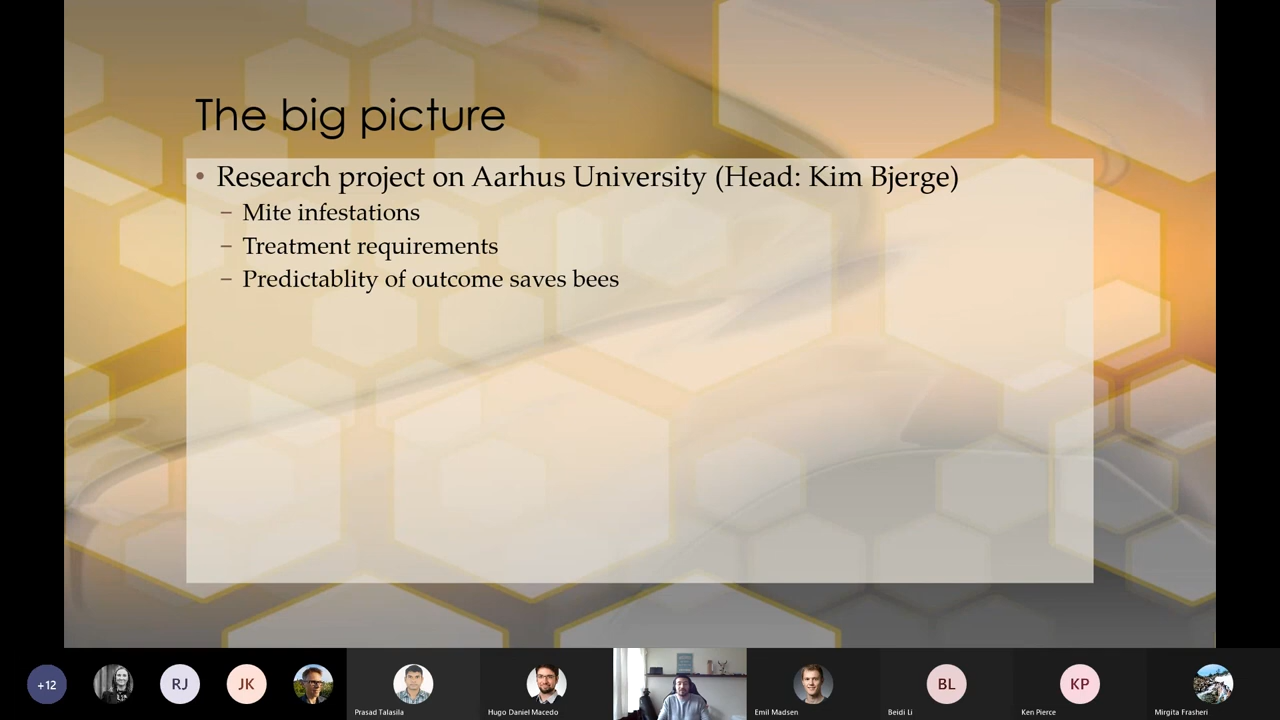 The big picture
• Research project on Aarhus University (Head: Kim Bjerge)
– Mite infestations
– Treatment requirements
– Predictablity of outcome saves bees
+12
RJ
JK
BL
KP
Prasad Talasila
Hugo Daniel Macedo
Emil Madsen
Beidi Li
Ken Pierce
Mirgita Frasheri